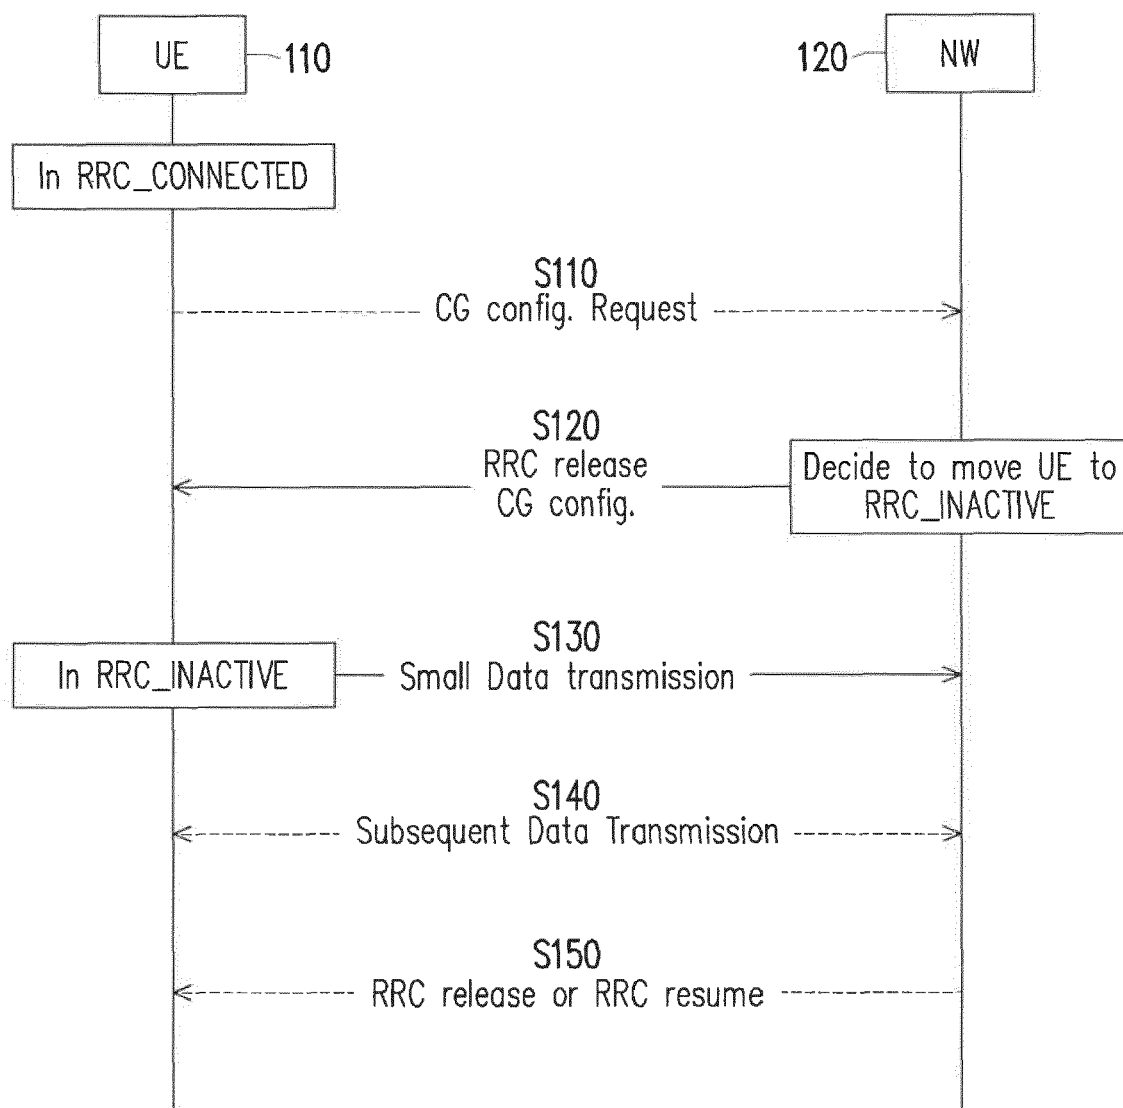 UE
110
120
NW
In RRC_CONNECTED
S110
CG config. Request
S120
RRC release
CG config.
Decide to move UE to
RRC_INACTIVE
In RRC_INACTIVE
S130
Small Data transmission
S140
Subsequent Data Transmission
S150
RRC release or RRC resume